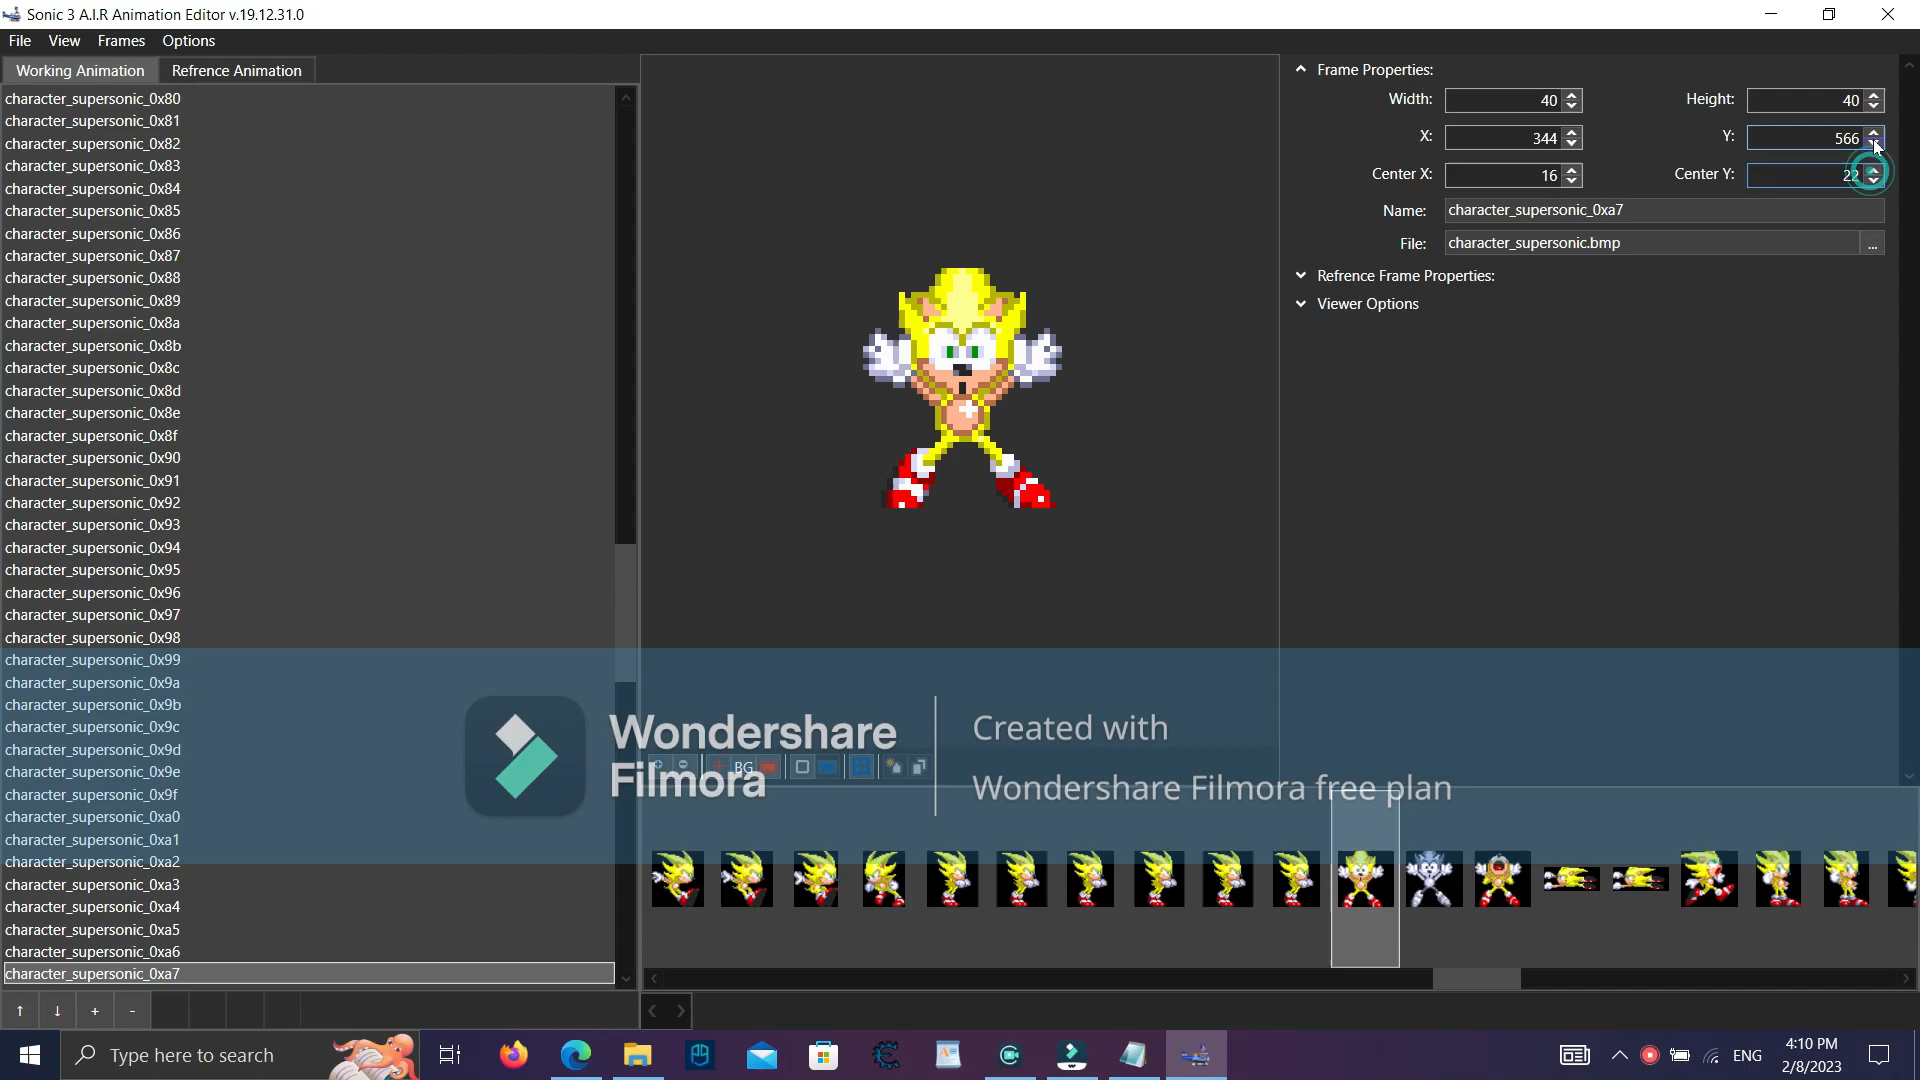 Sonic 3 A.I.R Animation Editor v.19.12.31.0
File View Frames Options
Working Animation Refrence Animation
character_supersonic_0x80
character_supersonic_0x81
character_supersonic_0x82
character_supersonic_0x83
character_supersonic_0x84
character_supersonic_0x85
character_supersonic_0x86
character_supersonic_0x87
character_supersonic_0x88
character_supersonic_0x89
character_supersonic_0x8a
character_supersonic_0x8b
character_supersonic_0x8c
character_supersonic_0x8d
character_supersonic_0x8e
character_supersonic_0x8f
character_supersonic_0x90
character_supersonic_0x91
character_supersonic_0x92
character_supersonic_0x93
character_supersonic_0x94
character_supersonic_0x95
character_supersonic_0x96
character_supersonic_0x97
character_supersonic_0x98
character_supersonic_0x99
character_supersonic_0x9a
character_supersonic_0x9b
character_supersonic_0x9c
character_supersonic_0x9d
character_supersonic_0x9e
character_supersonic_0x9f
character_supersonic_0xa0
character_supersonic_0xa1
character_supersonic_0xa2
character_supersonic_0xa3
character_supersonic_0xa4
character_supersonic_0xa5
character_supersonic_0xa6
character_supersonic_0xa7
Frame Properties:
Width: 40 Height: 40
X: 344 Y: 566
Center X: 16 Center Y: 22
Name: character_supersonic_0xa7
File: character_supersonic.bmp ...
Refrence Frame Properties:
Viewer Options
Wondershare
Filmora
Created with
Wondershare Filmora free plan
BG
Type here to search
ENG
4:10 PM
2/8/2023